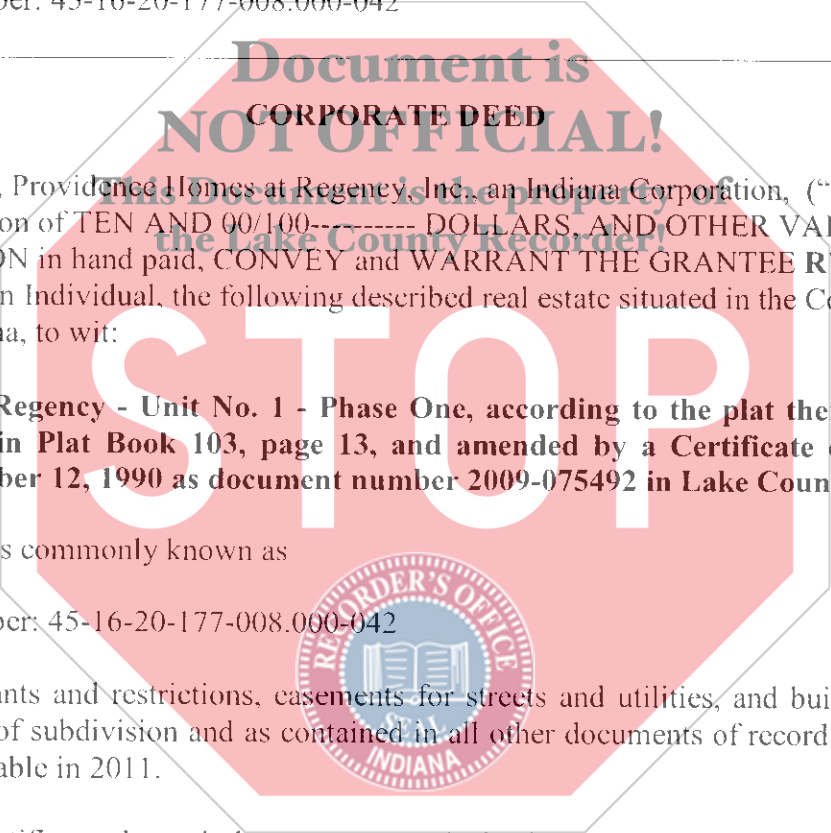 ber: 45-16-20-177-008.000-042
Document is
NOT OFFICIAL!
This Document is the property of
the Lake County Recorder!
CORPORATE DEED
, Providence Homes at Regency, Inc., an Indiana Corporation, ("
on of TEN AND 00/100---------- DOLLARS, AND OTHER VAL
ON in hand paid, CONVEY and WARRANT THE GRANTEE R
n Individual, the following described real estate situated in the Co
na, to wit:
STOP
Regency - Unit No. 1 - Phase One, according to the plat the
in Plat Book 103, page 13, and amended by a Certificate
ber 12, 1990 as document number 2009-075492 in Lake Coun
s commonly known as
ber: 45-16-20-177-008.000-042
RECORDER'S OFFICE
SEAL
INDIANA
ants and restrictions, easements for streets and utilities, and bui
of subdivision and as contained in all other documents of record
able in 2011.